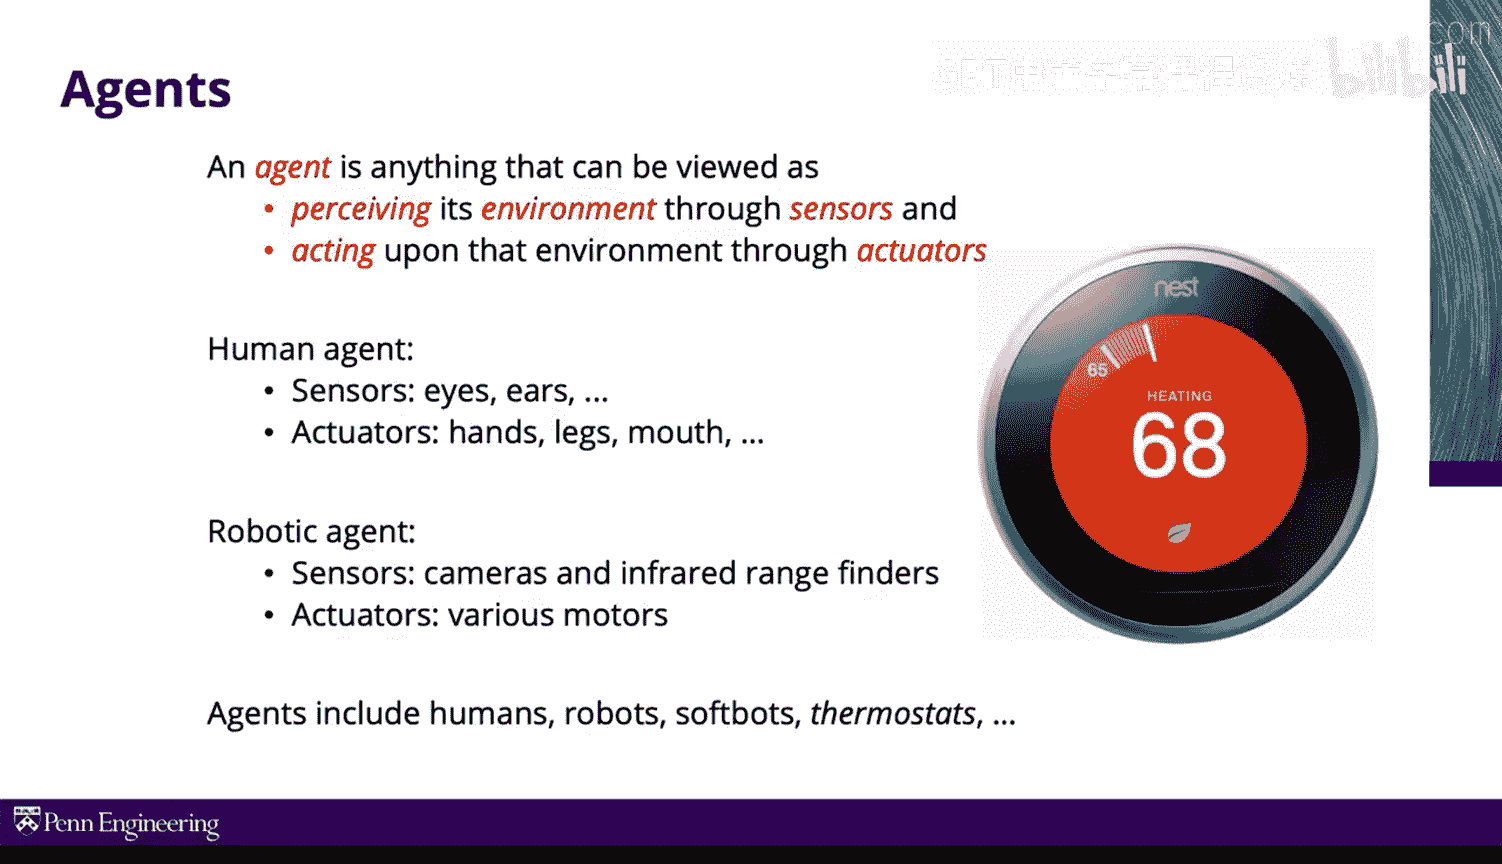 com
bilibili
Agents
An agent is anything that can be viewed as
• perceiving its environment through sensors and
• acting upon that environment through actuators
nest
65
HEATING
68
Human agent:
• Sensors: eyes, ears, ...
• Actuators: hands, legs, mouth, ...
Robotic agent:
• Sensors: cameras and infrared range finders
• Actuators: various motors
Agents include humans, robots, softbots, thermostats, ...
Penn Engineering